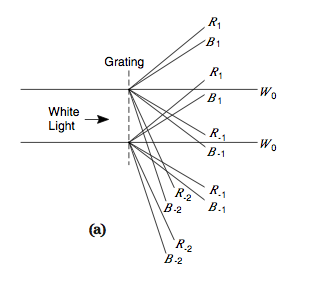 R1
B1
Grating
R1
B1
W0
White
Light
R-1
B-1
W0
R-2
B-2
R-1
B-1
(a)
R-2
B-2